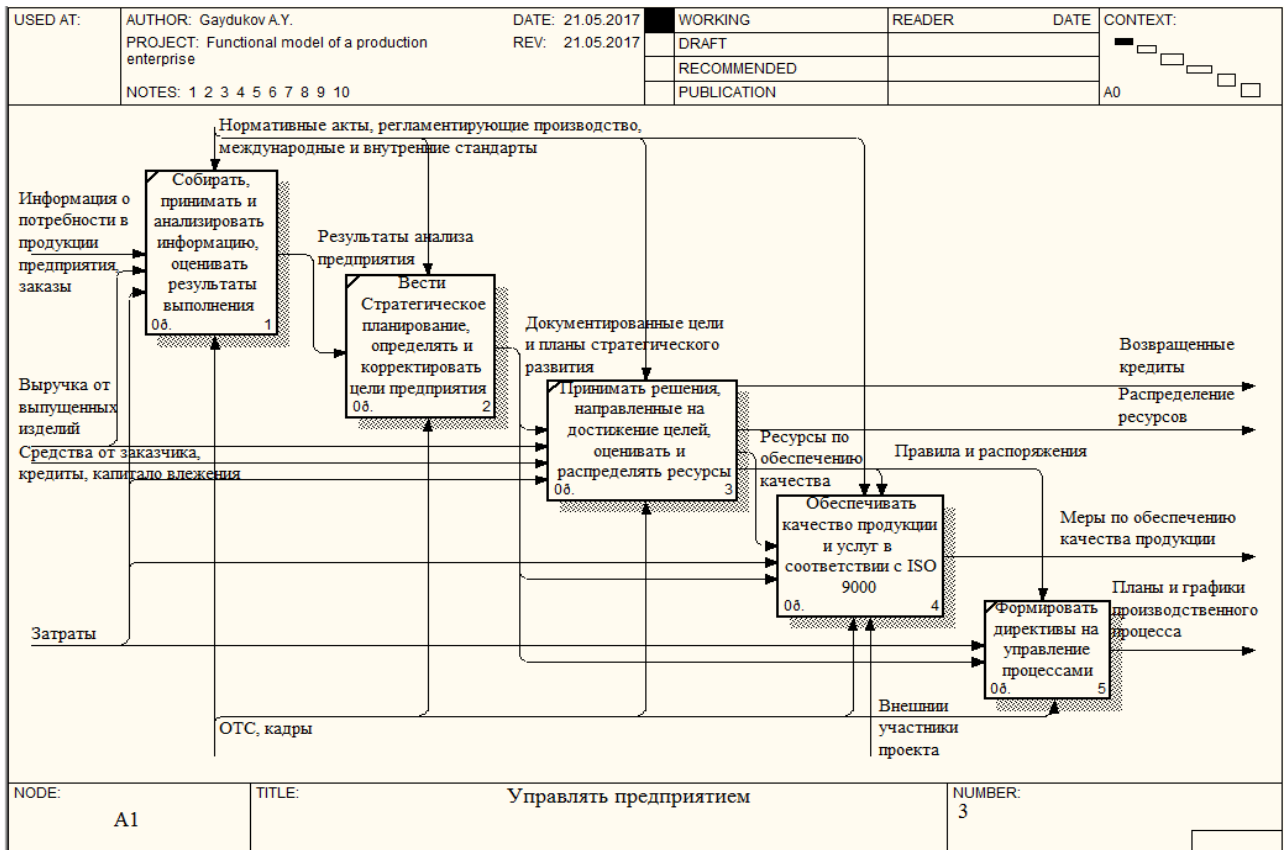 USED AT:
AUTHOR: Gaydukov A.Y.
DATE: 21.05.2017
PROJECT: Functional model of a production
enterprise
REV: 21.05.2017
NOTES: 1 2 3 4 5 6 7 8 9 10
WORKING
DRAFT
RECOMMENDED
PUBLICATION
READER
DATE
CONTEXT:
A0
Нормативные акты, регламентирующие производство,
международные и внутренние стандарты
Информация о
потребности в
продукции
предприятия,
заказы
Собирать,
принимать и
анализировать
информацию,
оценивать
результаты
выполнения
0ð.
1
Результаты анализа
предприятия
Вести
Стратегическое
планирование,
определять и
корректировать
цели предприятия
0ð.
2
Документированные цели
и планы стратегического
развития
Выручка от
выпущенных
изделий
Средства от заказчика,
кредиты, капитало влежения
Принимать решения,
направленные на
достижение целей,
оценивать и
распределять ресурсы
0ð.
3
Возвращенные
кредиты
Распределение
ресурсов
Ресурсы по
обеспечению
качества
Правила и распоряжения
Обеспечивать
качество продукции
и услуг в
соответствии с ISO
9000
0ð.
4
Меры по обеспечению
качества продукции
Планы и графики
производственного
процесса
Формировать
директивы на
управление
процессами
0ð.
5
Затраты
ОТС, кадры
Внешнии
участники
проекта
NODE:
A1
TITLE:
Управлять предприятием
NUMBER:
3